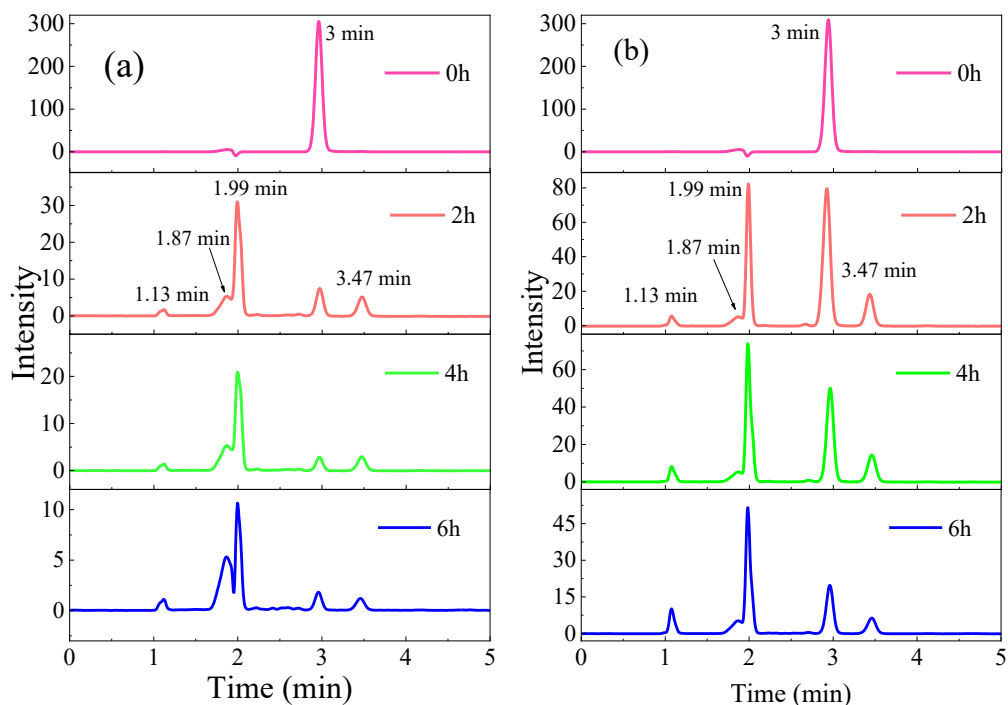 (a)
3 min
0h
300
200
100
0
1.99 min
2h
1.87 min
1.13 min
3.47 min
30
20
10
0
4h
20
10
0
6h
10
5
0
0 1 2 3 4 5
Intensity
Time (min)
(b)
3 min
0h
300
200
100
0
1.99 min
2h
1.87 min
1.13 min
3.47 min
80
60
40
20
0
4h
70
60
40
20
0
6h
45
30
15
0
0 1 2 3 4 5
Intensity
Time (min)